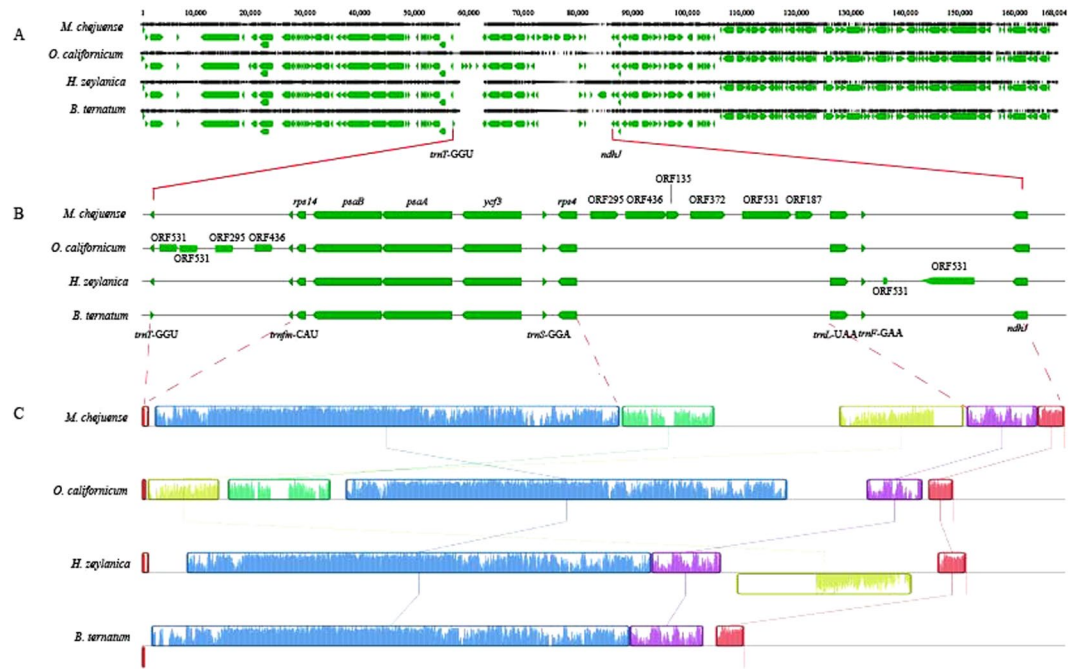 1 10,000 20,000 30,000 40,000 50,000 60,000 70,000 80,000 90,000 100,000 110,000 120,000 130,000 140,000 150,000 168,004
A
M. chejuense
O. californicum
H. zeylanica
B. ternatum
trnT-GGU ndhJ
B
ORF135
rps14 psaB psaA ycf3 rps4 ORF295 ORF436 ORF372 ORF531 ORF187
M. chejuense
ORF531 ORF295 ORF436
O. californicum
ORF531
ORF531
H. zeylanica
ORF531
B. ternatum
trnT-GGU trnfm-CAU trnS-GGA trnL-UAA trnF-GAA ndhJ
C
M. chejuense
O. californicum
H. zeylanica
B. ternatum